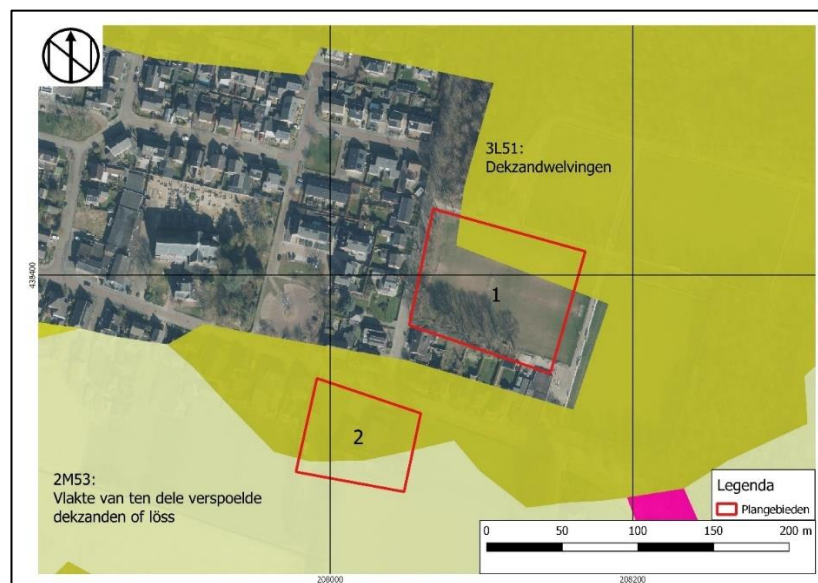 3L51:
Dekzandwelvingen
438400
1
2
2M53:
Vlakte van ten dele verspoelde
dekzanden of löss
Legenda
Plangebieden
0 50 100 150 200 m
208000 208200